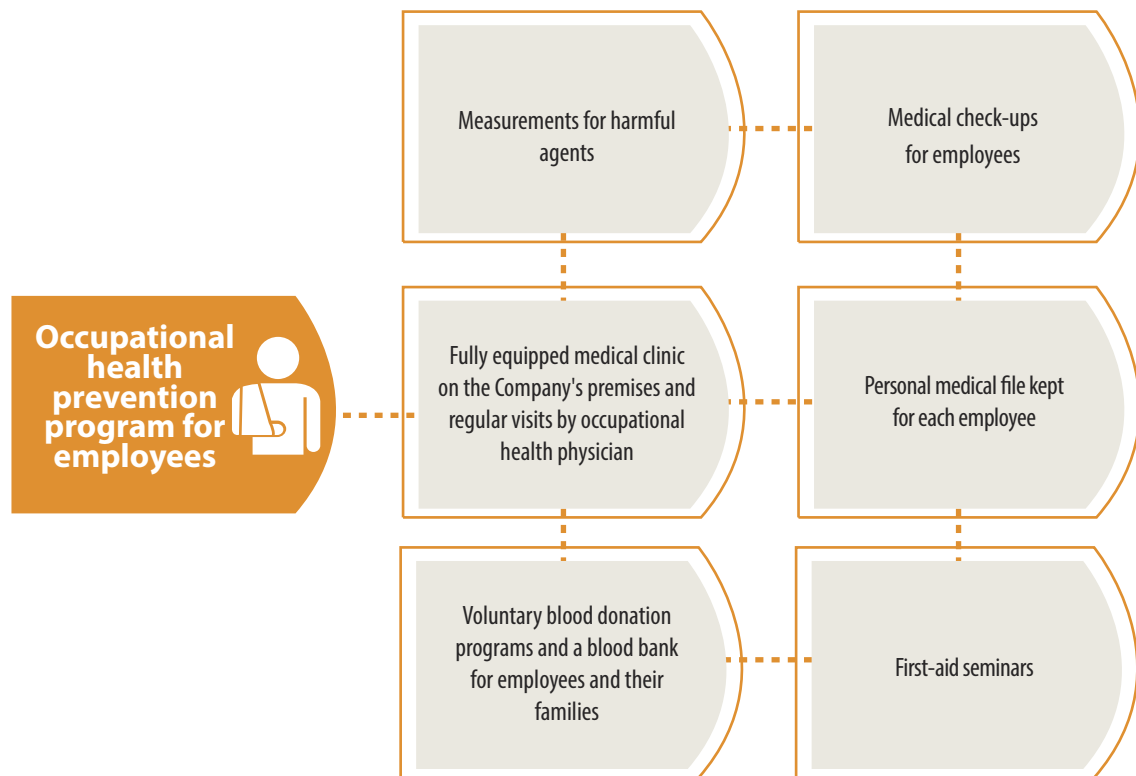 Occupational
health
prevention
program for
employees
Measurements for harmful
agents
Medical check-ups
for employees
Fully equipped medical clinic
on the Company's premises and
regular visits by occupational
health physician
Personal medical file kept
for each employee
Voluntary blood donation
programs and a blood bank
for employees and their
families
First-aid seminars